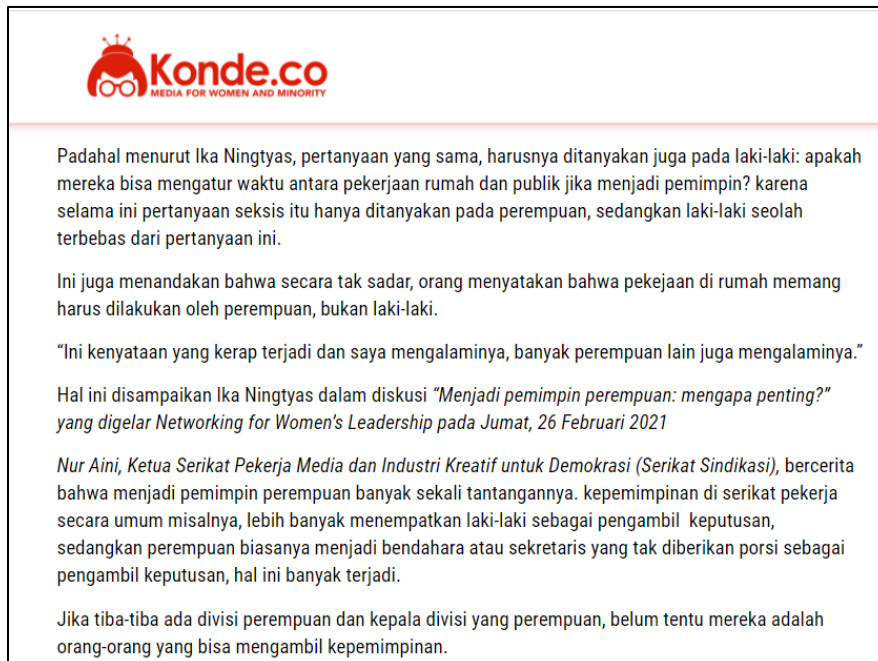 Konde.co
MEDIA FOR WOMEN AND MINORITY
Padahal menurut Ika Ningtyas, pertanyaan yang sama, harusnya ditanyakan juga pada laki-laki: apakah
mereka bisa mengatur waktu antara pekerjaan rumah dan publik jika menjadi pemimpin? karena
selama ini pertanyaan seksis itu hanya ditanyakan pada perempuan, sedangkan laki-laki seolah
terbebas dari pertanyaan ini.
Ini juga menandakan bahwa secara tak sadar, orang menyatakan bahwa pekejaan di rumah memang
harus dilakukan oleh perempuan, bukan laki-laki.
“Ini kenyataan yang kerap terjadi dan saya mengalaminya, banyak perempuan lain juga mengalaminya.”
Hal ini disampaikan Ika Ningtyas dalam diskusi “Menjadi pemimpin perempuan: mengapa penting?”
yang digelar Networking for Women’s Leadership pada Jumat, 26 Februari 2021
Nur Aini, Ketua Serikat Pekerja Media dan Industri Kreatif untuk Demokrasi (Serikat Sindikasi), bercerita
bahwa menjadi pemimpin perempuan banyak sekali tantangannya. kepemimpinan di serikat pekerja
secara umum misalnya, lebih banyak menempatkan laki-laki sebagai pengambil keputusan,
sedangkan perempuan biasanya menjadi bendahara atau sekretaris yang tak diberikan porsi sebagai
pengambil keputusan, hal ini banyak terjadi.
Jika tiba-tiba ada divisi perempuan dan kepala divisi yang perempuan, belum tentu mereka adalah
orang-orang yang bisa mengambil kepemimpinan.